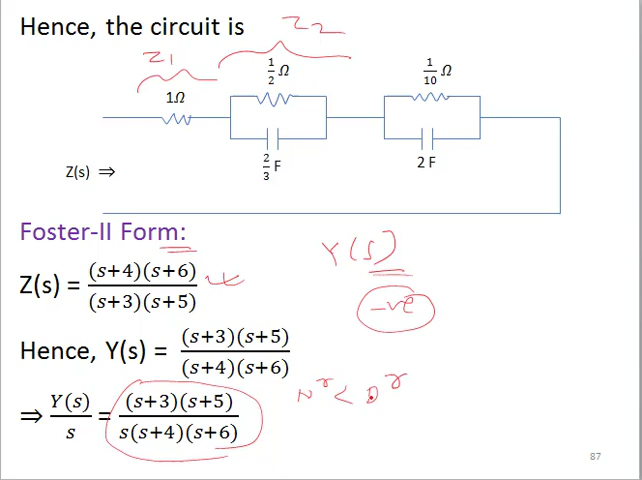 Hence, the circuit is
Z1
Z2
1Ω
1/2 Ω
2/3 F
1/10 Ω
2 F
Z(s) ⇒
Foster-II Form:
Z(s) = (s+4)(s+6)/(s+3)(s+5)
Y(s)
-ve
Hence, Y(s) = (s+3)(s+5)/(s+4)(s+6)
⇒ Y(s)/s = (s+3)(s+5)/s(s+4)(s+6)
Nr < Dr
87